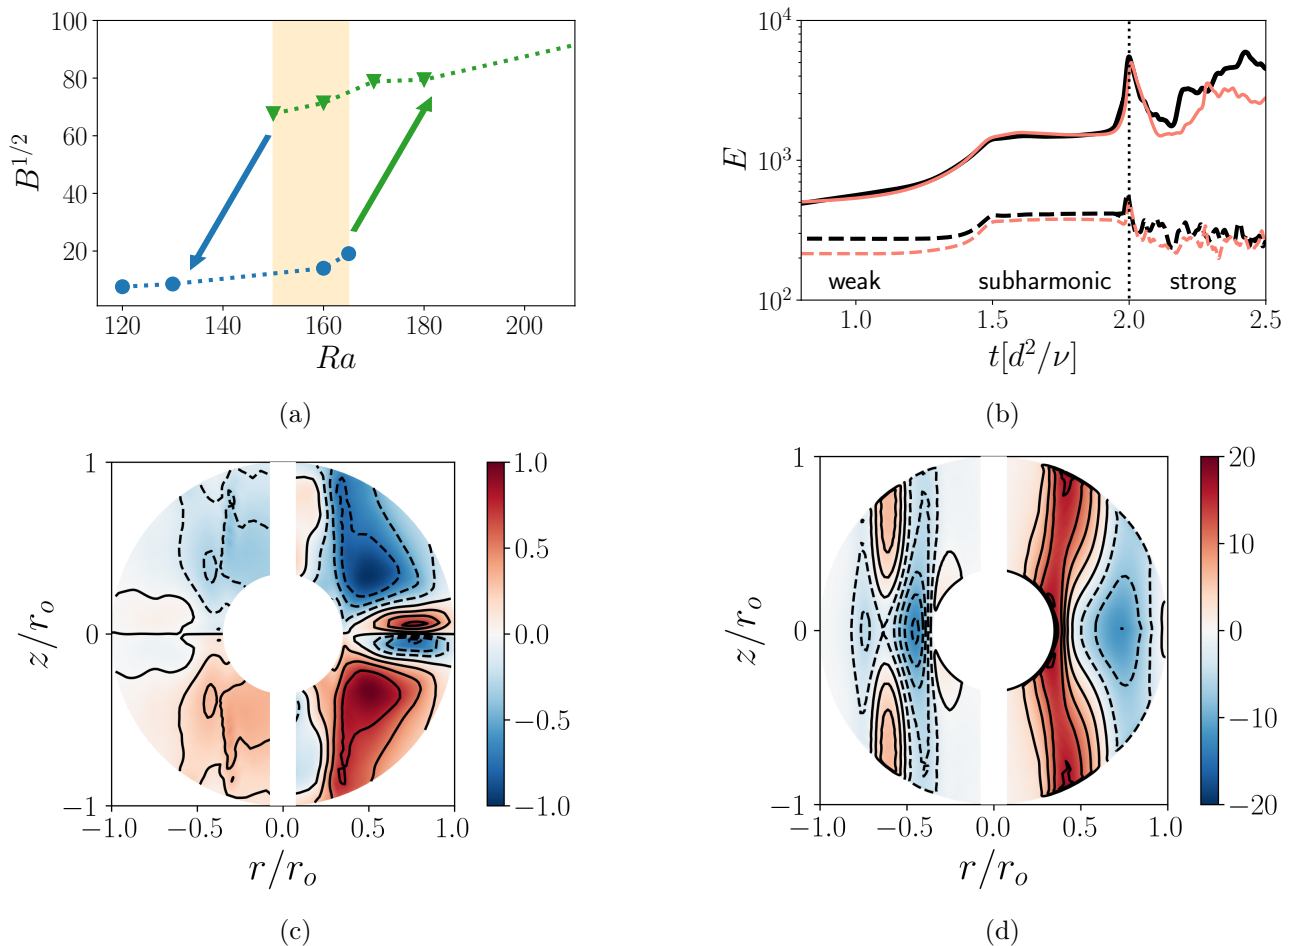 100
80
60
40
20
B^{1/2}
120 140 160 180 200
Ra
(a)
10^4
10^3
10^2
E
weak subharmonic strong
1.0 1.5 2.0 2.5
t[d^2/ν]
(b)
1
0
−1
z/r_o
−1.0 −0.5 0.0 0.5 1.0
r/r_o
1.0
0.5
0.0
−0.5
−1.0
(c)
1
0
−1
z/r_o
−1.0 −0.5 0.0 0.5 1.0
r/r_o
20
10
0
−10
−20
(d)